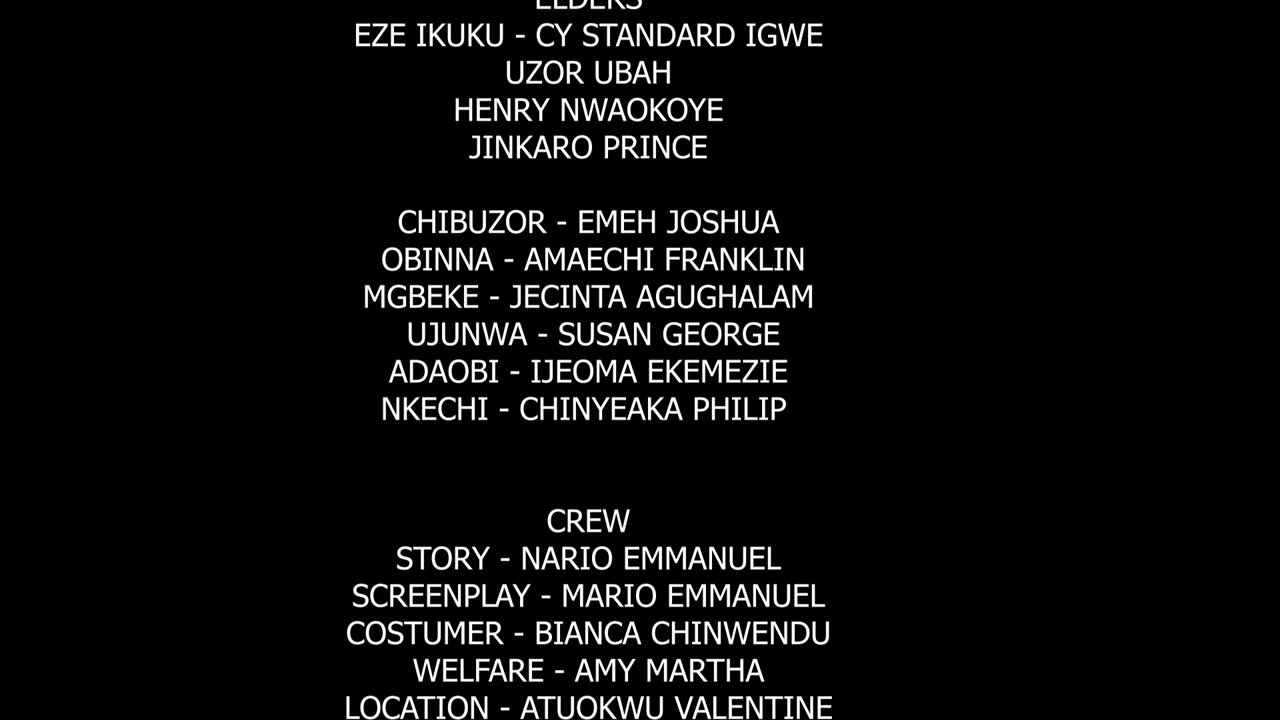 ELDERS
EZE IKUKU - CY STANDARD IGWE
UZOR UBAH
HENRY NWAOKOYE
JINKARO PRINCE
CHIBUZOR - EMEH JOSHUA
OBINNA - AMAECHI FRANKLIN
MGBEKE - JECINTA AGUGHALAM
UJUNWA - SUSAN GEORGE
ADAOBI - IJEOMA EKEMEZIE
NKECHI - CHINYEAKA PHILIP
CREW
STORY - NARIO EMMANUEL
SCREENPLAY - MARIO EMMANUEL
COSTUMER - BIANCA CHINWENDU
WELFARE - AMY MARTHA
LOCATION - ATUOKWU VALENTINE